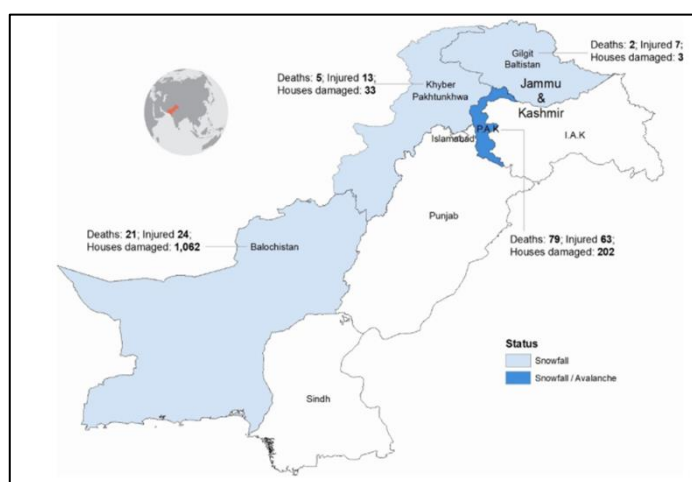 Deaths: 2; Injured 7;
Houses damaged: 3
Gilgit
Baltistan
Deaths: 5; Injured 13;
Houses damaged: 33
Khyber
Pakhtunkhwa
Jammu
&
Kashmir
P.A.K
I.A.K
Islamabad
Punjab
Deaths: 21; Injured 24;
Houses damaged: 1,062
Balochistan
Deaths: 79; Injured 63;
Houses damaged: 202
Status
Snowfall
Snowfall / Avalanche
Sindh